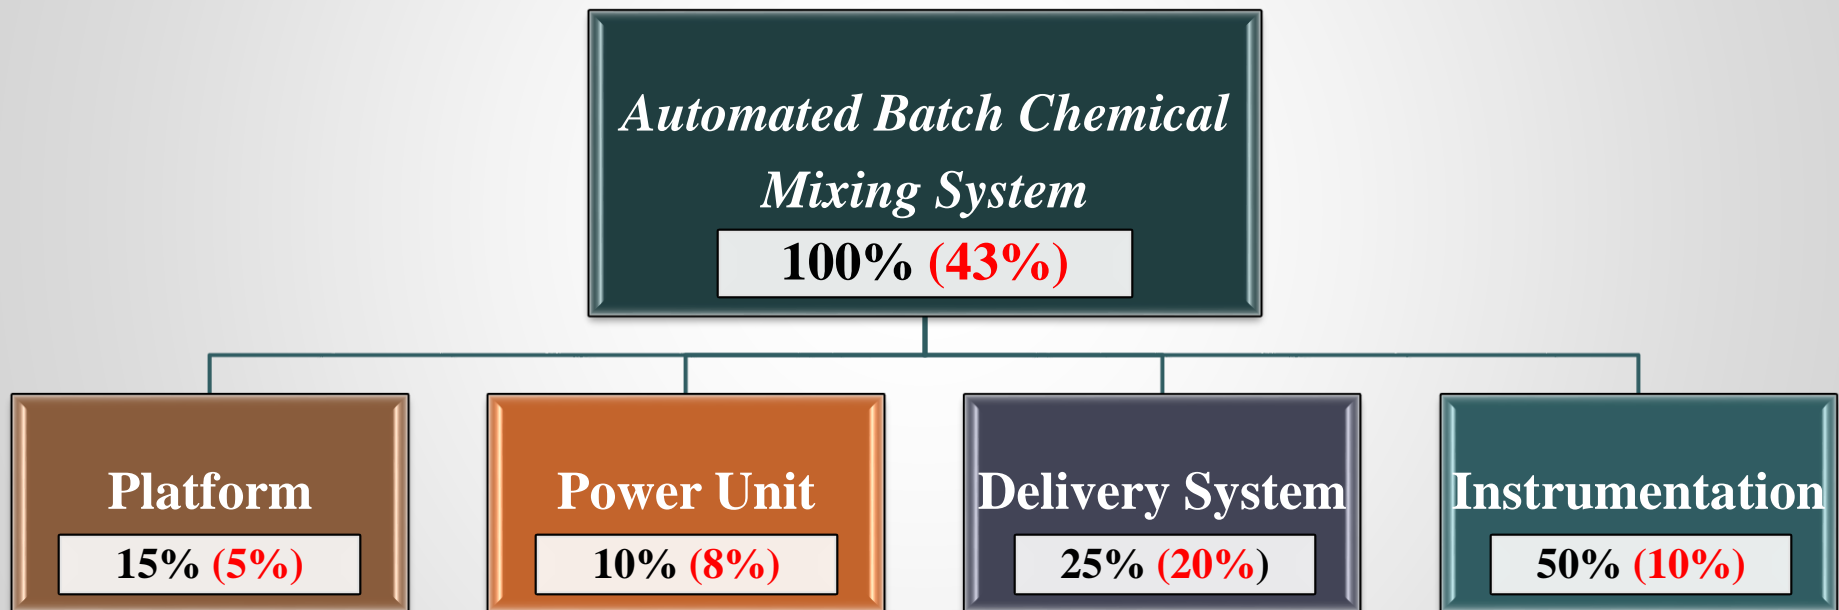 Automated Batch Chemical
Mixing System
100% (43%)
Platform
15% (5%)
Power Unit
10% (8%)
Delivery System
25% (20%)
Instrumentation
50% (10%)